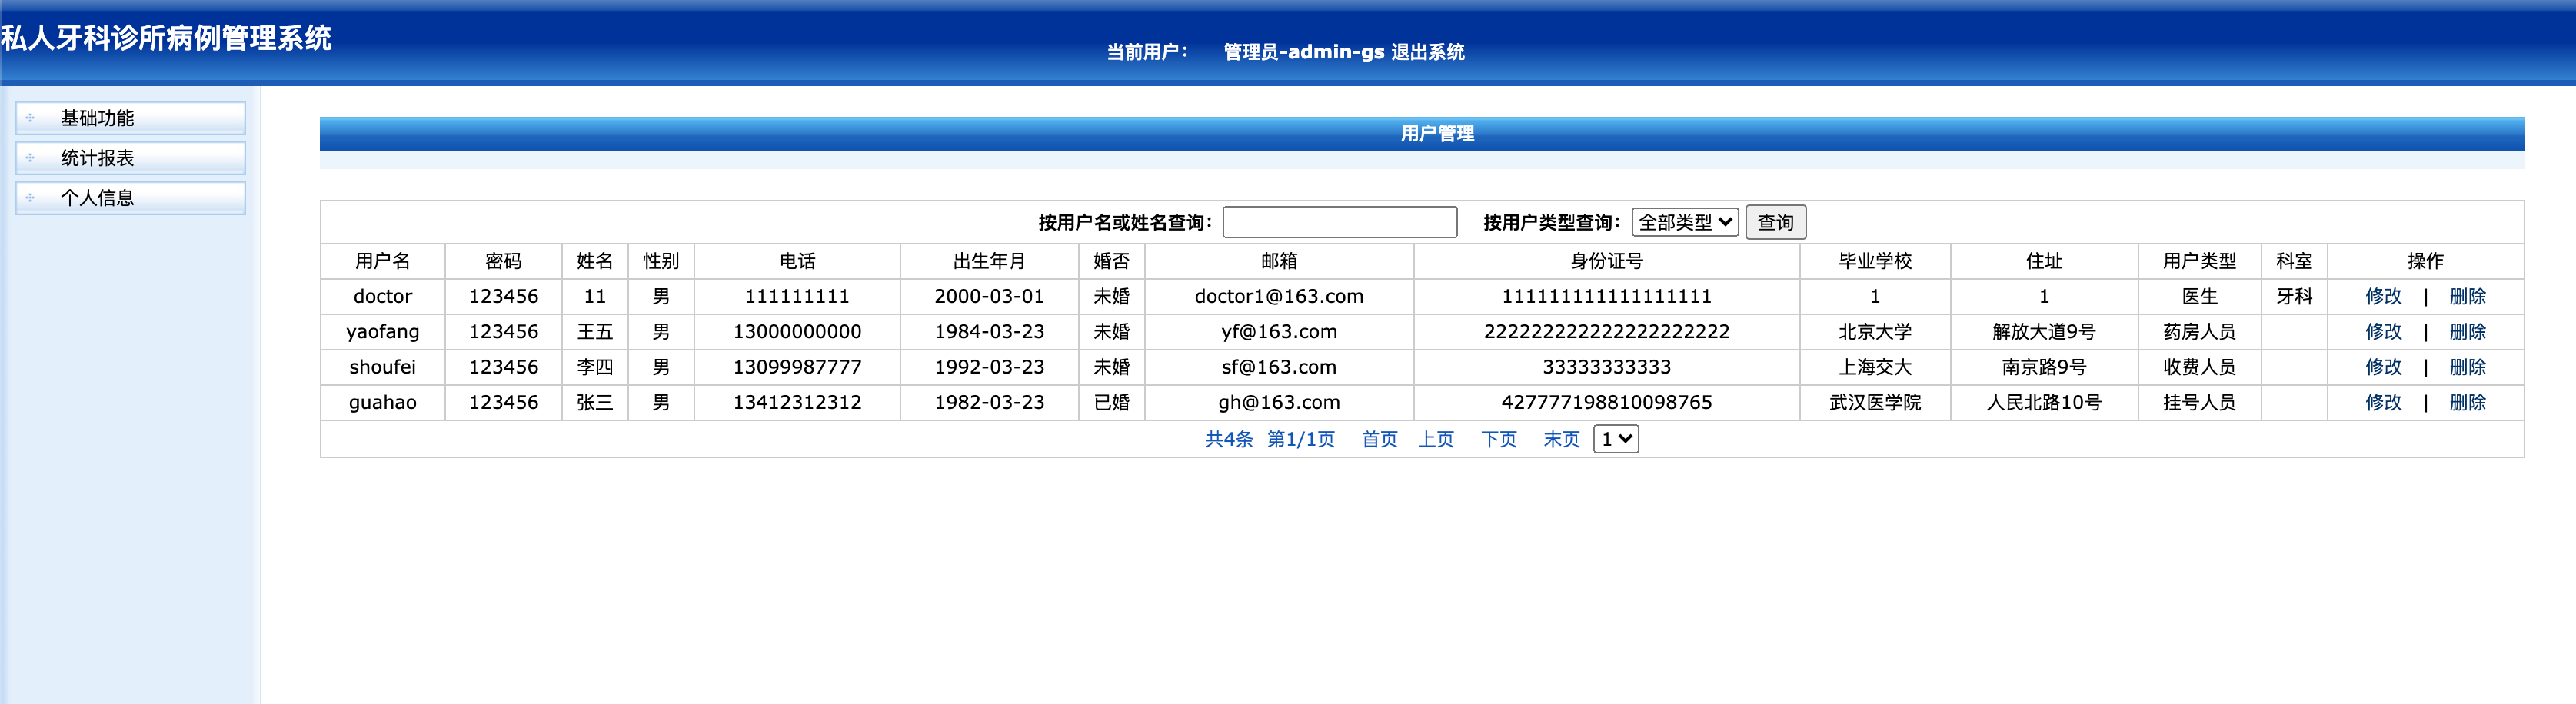 私人牙科诊所病例管理系统
当前用户： 管理员-admin-gs 退出系统
基础功能
统计报表
个人信息
用户管理
按用户名或姓名查询： 按用户类型查询： 全部类型 查询
用户名 密码 姓名 性别 电话 出生年月 婚否 邮箱 身份证号 毕业学校 住址 用户类型 科室 操作
doctor 123456 11 男 111111111 2000-03-01 未婚 doctor1@163.com 111111111111111111 1 1 医生 牙科 修改 | 删除
yaofang 123456 王五 男 13000000000 1984-03-23 未婚 yf@163.com 222222222222222222222 北京大学 解放大道9号 药房人员 修改 | 删除
shoufei 123456 李四 男 13099987777 1992-03-23 未婚 sf@163.com 33333333333 上海交大 南京路9号 收费人员 修改 | 删除
guahao 123456 张三 男 13412312312 1982-03-23 已婚 gh@163.com 427777198810098765 武汉医学院 人民北路10号 挂号人员 修改 | 删除
共4条 第1/1页 首页 上页 下页 末页 1